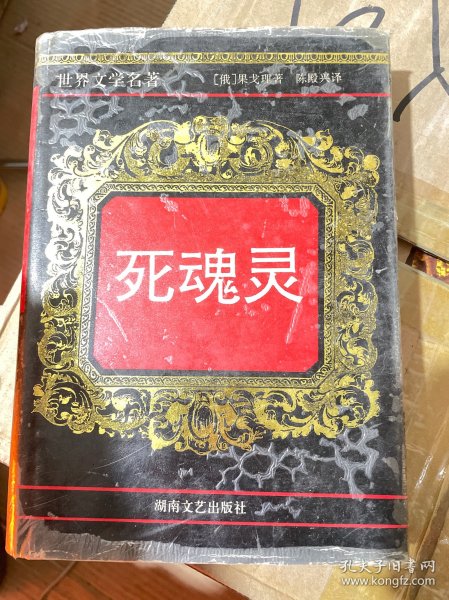 世界文学名著 [俄]果戈理著 陈殿兴译
死魂灵
湖南文艺出版社
孔夫子旧书网
www.kongfz.com